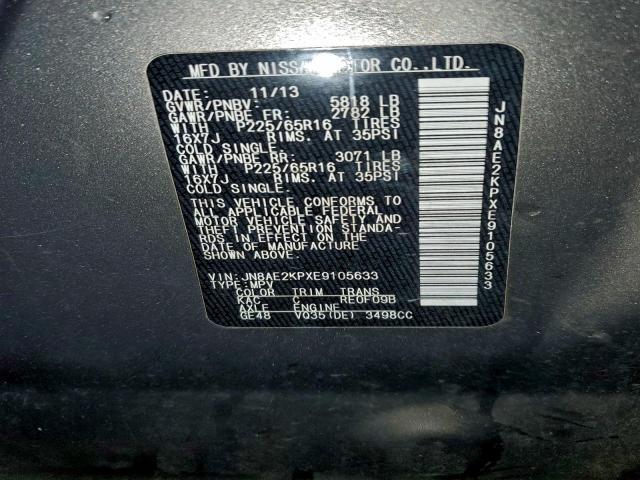 MFD BY NISSAN MOTOR CO.,LTD.
DATE: 11/13
GVWR/PNBV: 5818 LB
GAWR/PNBE FR: 2782 LB
WITH P225/65R16 TIRES
16X7J RIMS. AT 35PSI
COLD SINGLE.
GAWR/PNBE RR: 3071 LB
WITH P225/65R16 TIRES
16X7J RIMS. AT 35PSI
COLD SINGLE.
THIS VEHICLE CONFORMS TO
ALL APPLICABLE FEDERAL
MOTOR VEHICLE SAFETY AND
THEFT PREVENTION STANDA-
RDS IN EFFECT ON THE
DATE OF MANUFACTURE
SHOWN ABOVE.
VIN: JN8AE2KPXE9105633
TYPE: MPV
COLOR TRIM TRANS
KAC C RE0F09B
AXLE ENGINE
GE48 VQ35(DE) 3498CC
JN8AE2KPXE9105633